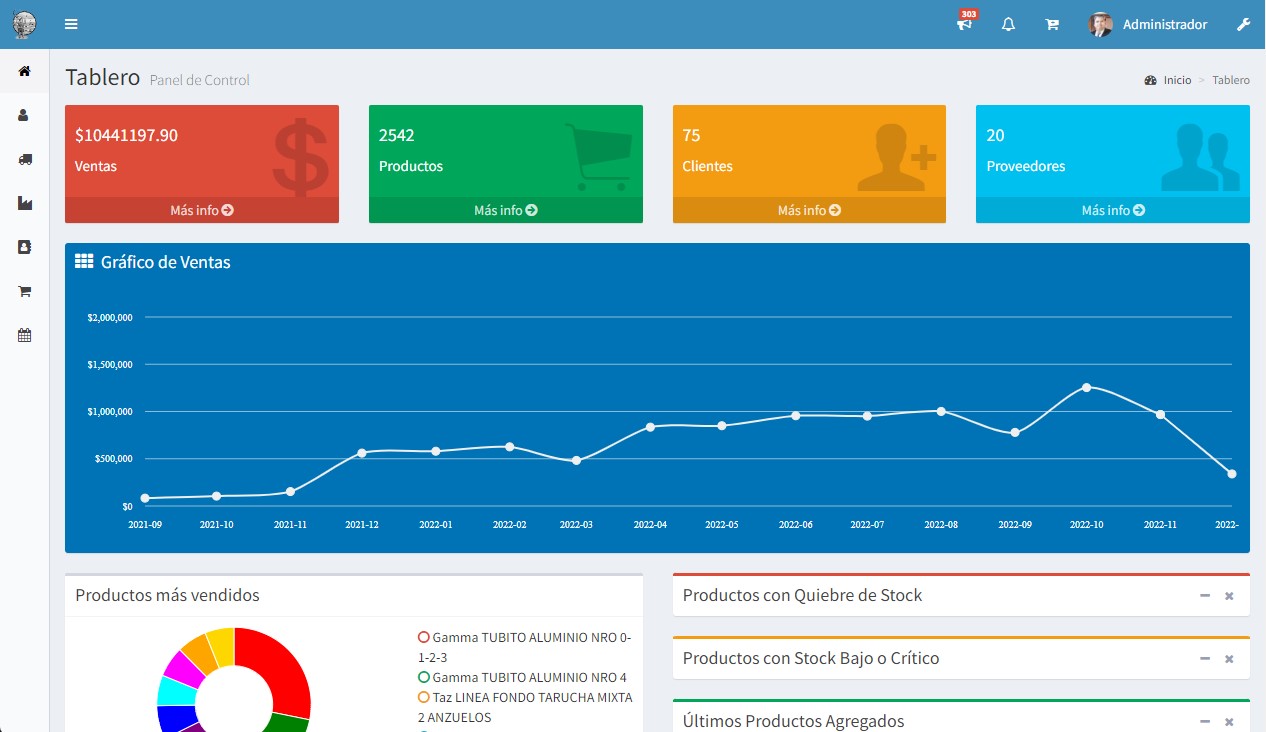 303
Administrador
Tablero Panel de Control
Inicio > Tablero
$10441197.90
Ventas
Más info
2542
Productos
Más info
75
Clientes
Más info
20
Proveedores
Más info
Gráfico de Ventas
$2,000,000
$1,500,000
$1,000,000
$500,000
$0
2021-09 2021-10 2021-11 2021-12 2022-01 2022-02 2022-03 2022-04 2022-05 2022-06 2022-07 2022-08 2022-09 2022-10 2022-11 2022-
Productos más vendidos
Gamma TUBITO ALUMINIO NRO 0-
1-2-3
Gamma TUBITO ALUMINIO NRO 4
Taz LINEA FONDO TARUCHA MIXTA
2 ANZUELOS
Productos con Quiebre de Stock
Productos con Stock Bajo o Crítico
Últimos Productos Agregados